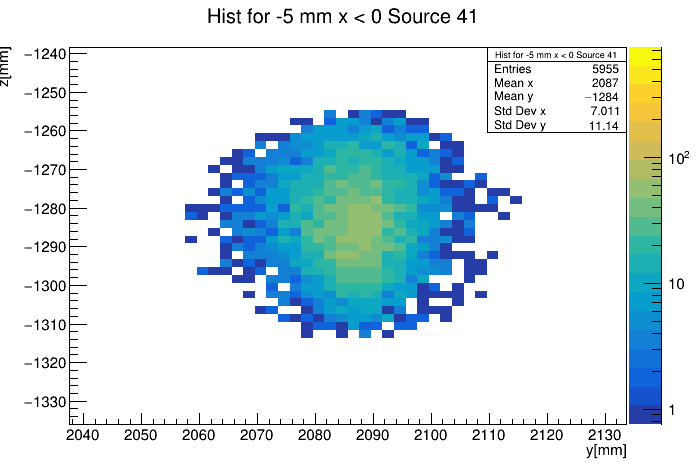 Hist for -5 mm x < 0 Source 41
z[mm]
−1240
−1250
−1260
−1270
−1280
−1290
−1300
−1310
−1320
−1330
Hist for -5 mm x < 0 Source 41
Entries 5955
Mean x 2087
Mean y −1284
Std Dev x 7.011
Std Dev y 11.14
10²
10
1
2040 2050 2060 2070 2080 2090 2100 2110 2120 2130
y[mm]